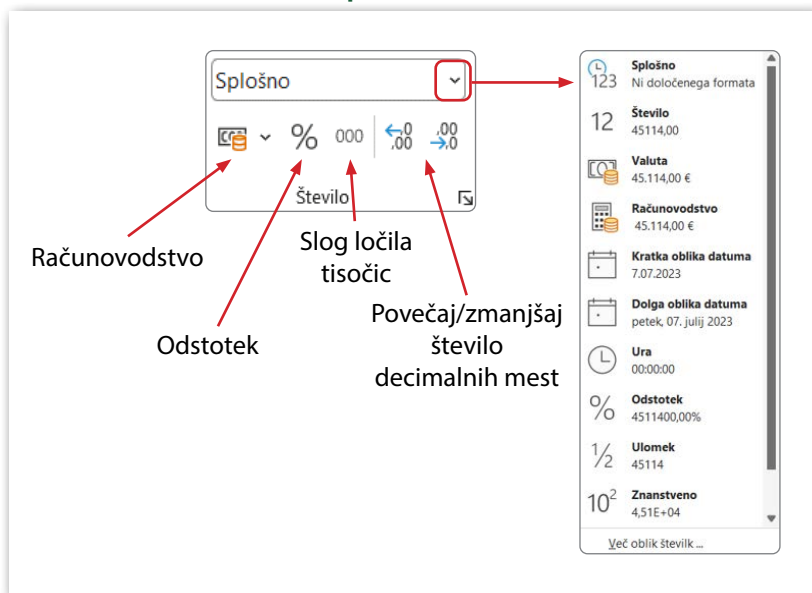 Splošno
000
,0
,00
,00
,0
Število
Računovodstvo
Slog ločila
tisočic
Odstotek
Povečaj/zmanjšaj
število
decimalnih mest
123
Splošno
Ni določenega formata
12
Število
45114,00
Valuta
45.114,00 €
Računovodstvo
45.114,00 €
Kratka oblika datuma
7.07.2023
Dolga oblika datuma
petek, 07. julij 2023
Ura
00:00:00
%
Odstotek
4511400,00%
1/2
Ulomek
45114
10²
Znanstveno
4,51E+04
Več oblik številk ...